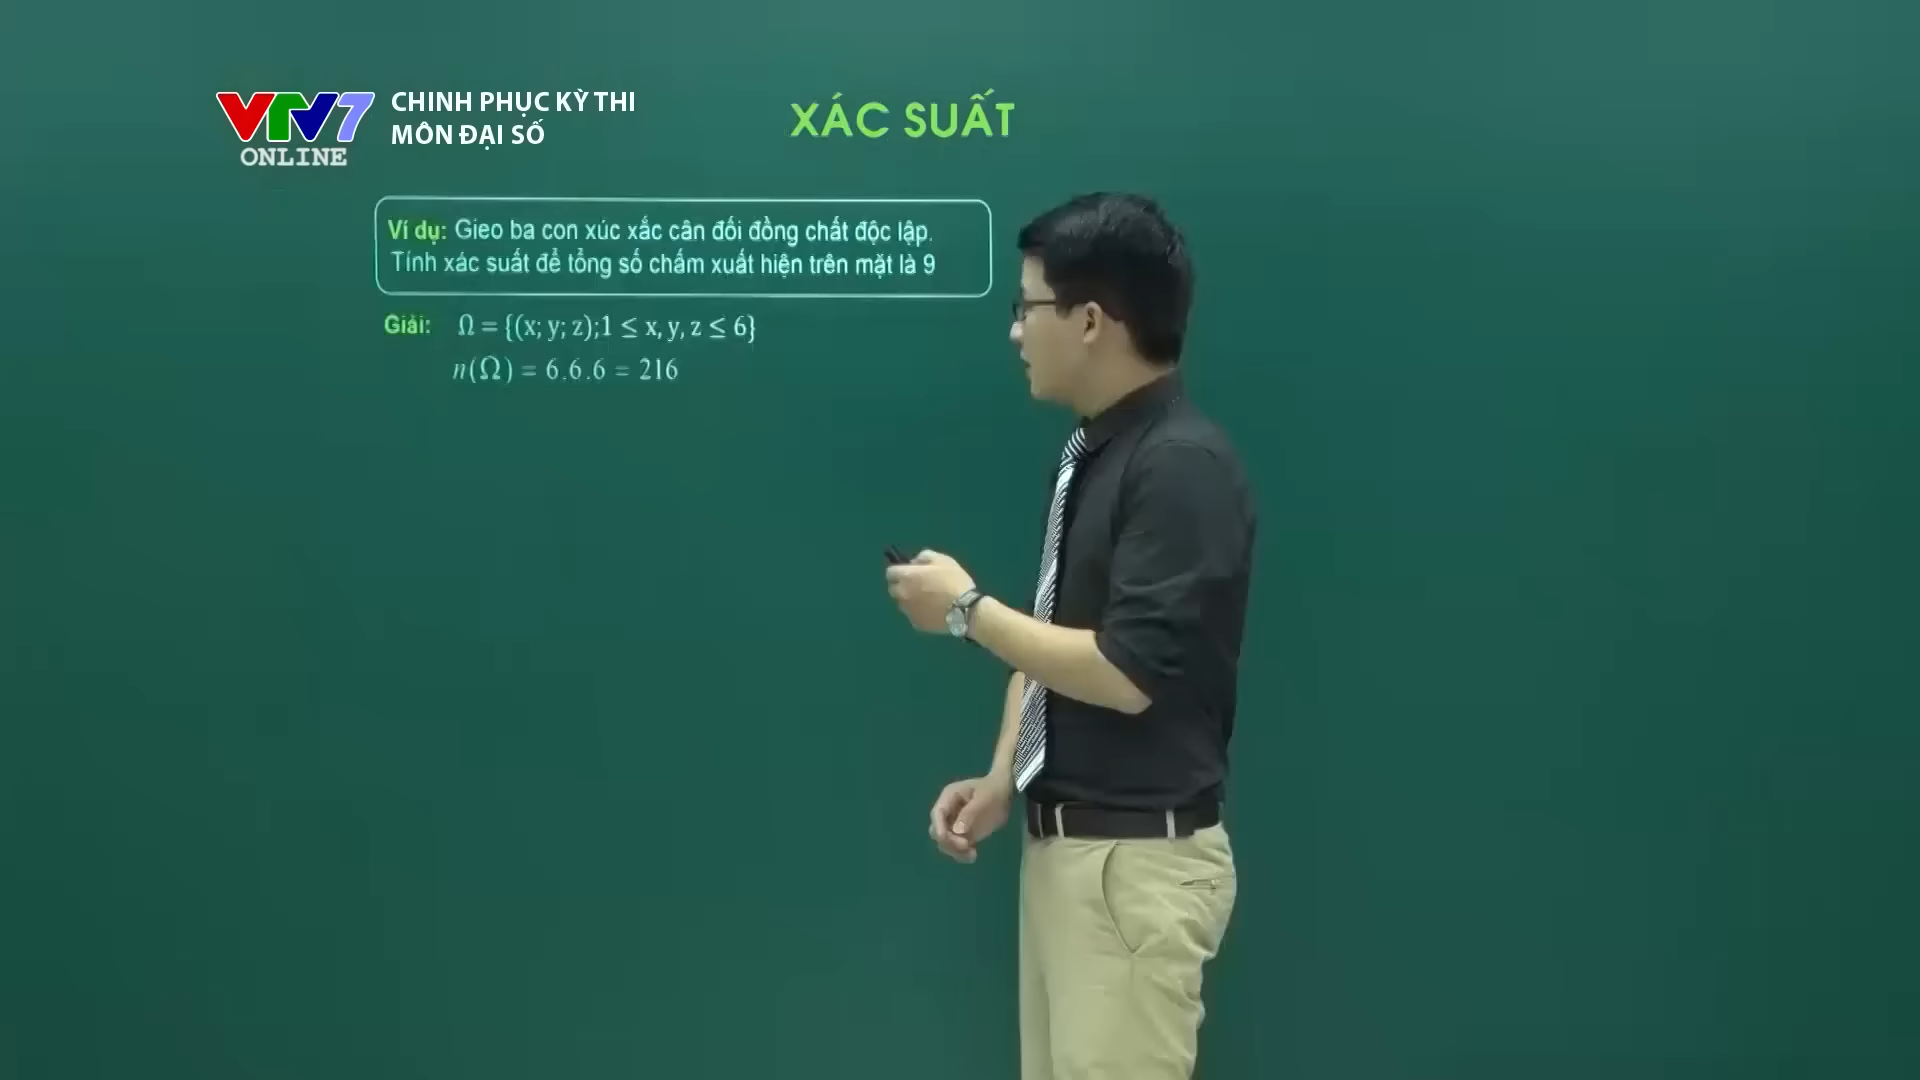 VTV7
ONLINE
CHINH PHỤC KỲ THI
MÔN ĐẠI SỐ
XÁC SUẤT
Ví dụ: Gieo ba con xúc xắc cân đối đồng chất độc lập.
Tính xác suất để tổng số chấm xuất hiện trên mặt là 9
Giải: Ω = {(x; y; z);1 ≤ x, y, z ≤ 6}
n(Ω) = 6.6.6 = 216